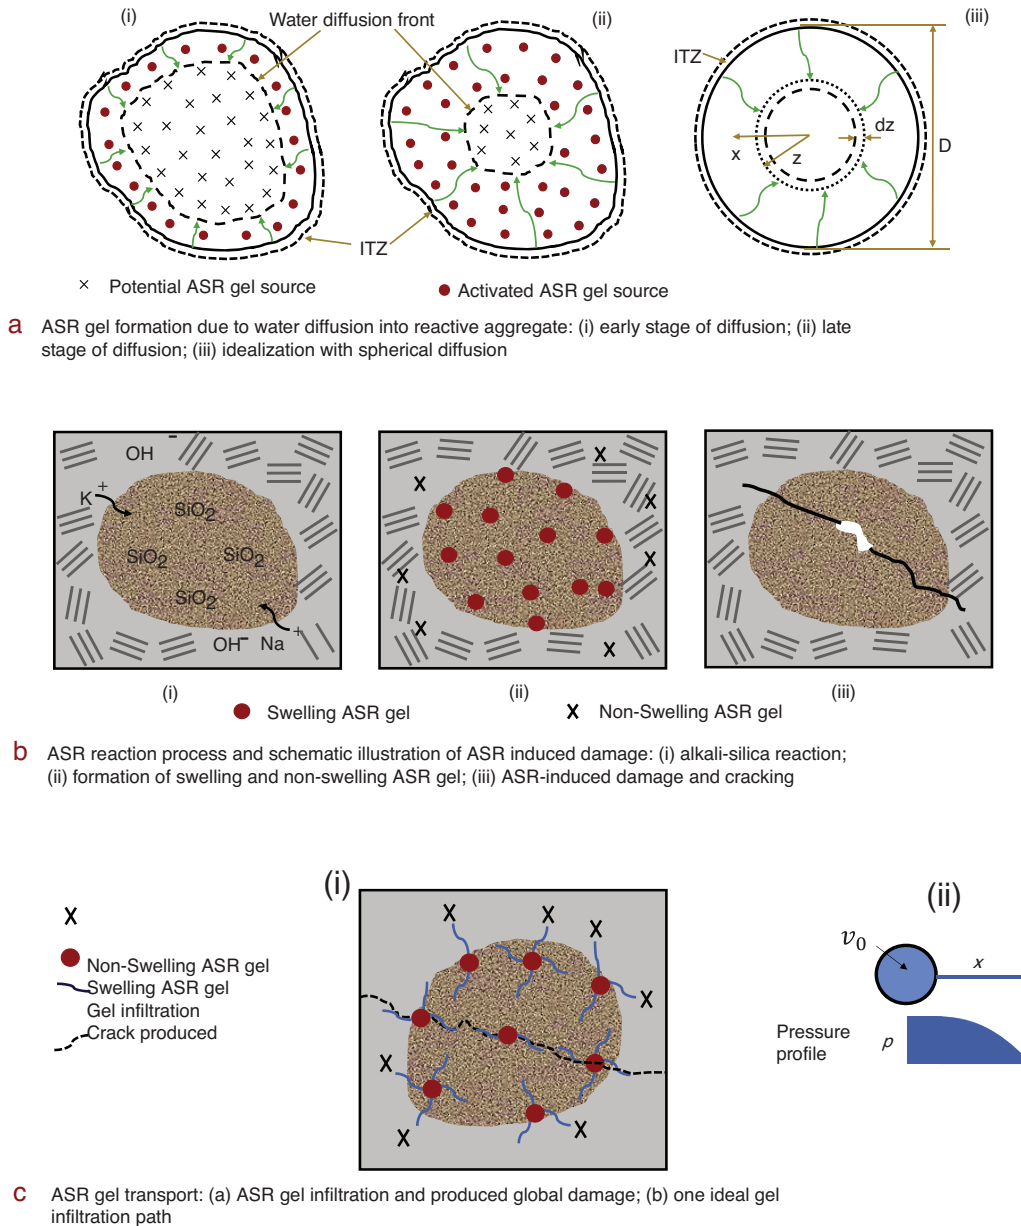 (i)
Water diffusion front
(ii)
(iii)
ITZ
dz
x
z
D
ITZ
× Potential ASR gel source
Activated ASR gel source
a ASR gel formation due to water diffusion into reactive aggregate: (i) early stage of diffusion; (ii) late
stage of diffusion; (iii) idealization with spherical diffusion
OH-
K+
SiO2
SiO2
SiO2
SiO2
OH- Na+
(i)
(ii)
(iii)
Swelling ASR gel
X Non-Swelling ASR gel
b ASR reaction process and schematic illustration of ASR induced damage: (i) alkali-silica reaction;
(ii) formation of swelling and non-swelling ASR gel; (iii) ASR-induced damage and cracking
(i)
(ii)
X
Non-Swelling ASR gel
Swelling ASR gel
Gel infiltration
Crack produced
v0
x
Pressure
profile
p
c ASR gel transport: (a) ASR gel infiltration and produced global damage; (b) one ideal gel
infiltration path